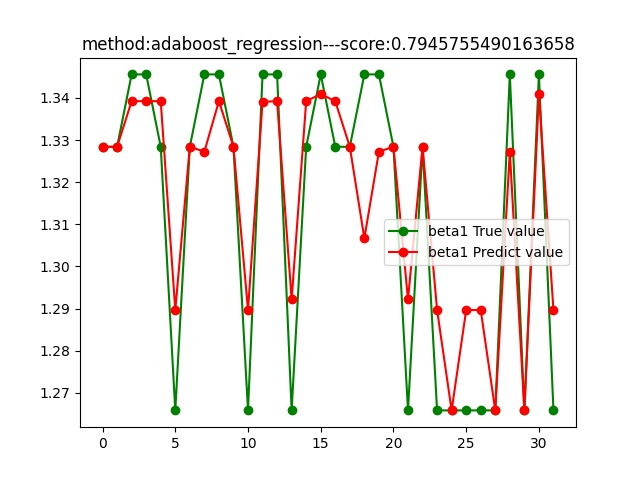 method:adaboost_regression---score:0.7945755490163658
1.34
1.33
1.32
1.31
1.30
1.29
1.28
1.27
beta1 True value
beta1 Predict value
0 5 10 15 20 25 30